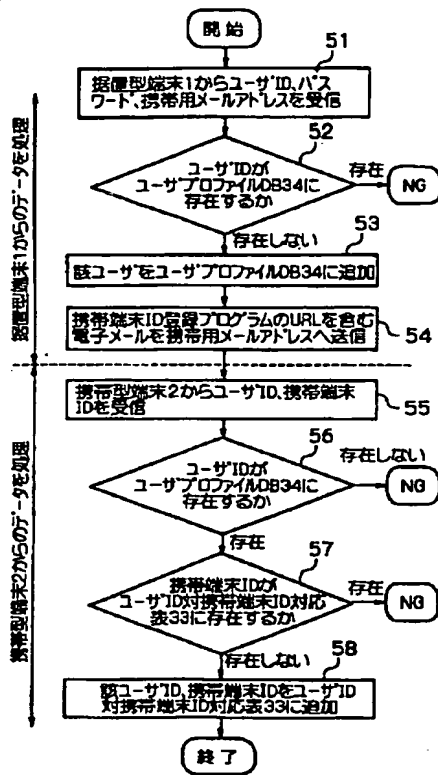 開始
51
据置型端末1からユーザID、パス
ワード、携帯用メールアドレスを受信
52
ユーザIDが
ユーザプロファイルDB34に
存在するか
存在
NG
存在しない
53
該ユーザをユーザプロファイルDB34に追加
携帯端末ID登録プログラムのURLを含む
電子メールを携帯用メールアドレスへ送信
54
据置型端末1からのデータを処理
携帯型端末2からユーザID、携帯端末
IDを受信
55
56
ユーザIDが
ユーザプロファイルDB34に
存在するか
存在しない
NG
存在
57
携帯端末IDが
ユーザID対携帯端末ID対応
表33に存在するか
存在
NG
存在しない
58
該ユーザID、携帯端末IDをユーザID
対携帯端末ID対応表33に追加
携帯型端末2からのデータを処理
終了